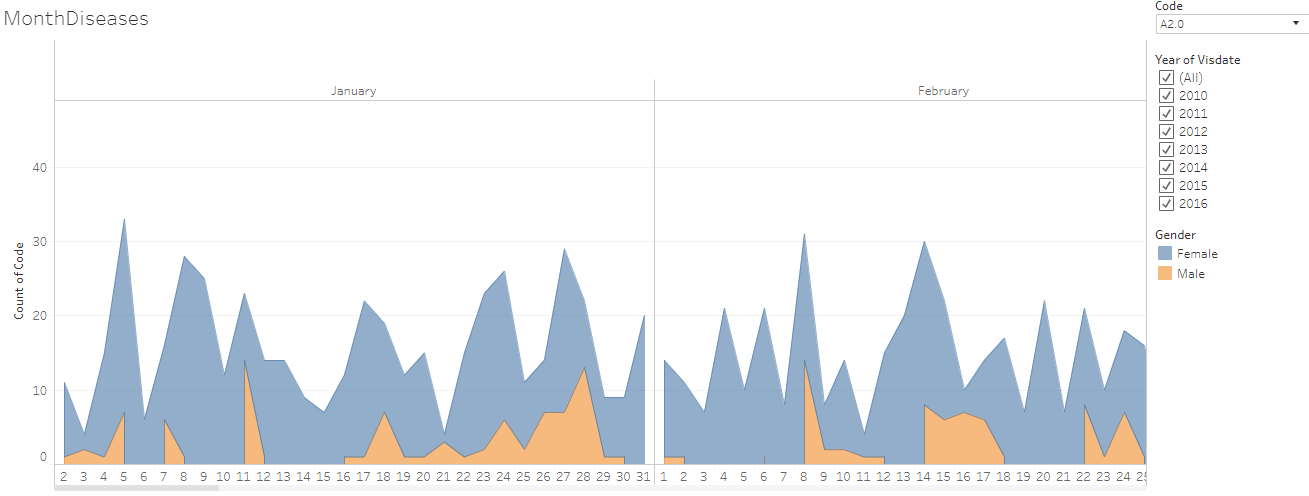 MonthDiseases
January
February
Count of Code
40
30
20
10
0
2 3 4 5 6 7 8 9 10 11 12 13 14 15 16 17 18 19 20 21 22 23 24 25 26 27 28 29 30 31
1 2 3 4 5 6 7 8 9 10 11 12 13 14 15 16 17 18 19 20 21 22 23 24
Code
A2.0
Year of Visdate
(All)
2010
2011
2012
2013
2014
2015
2016
Gender
Female
Male